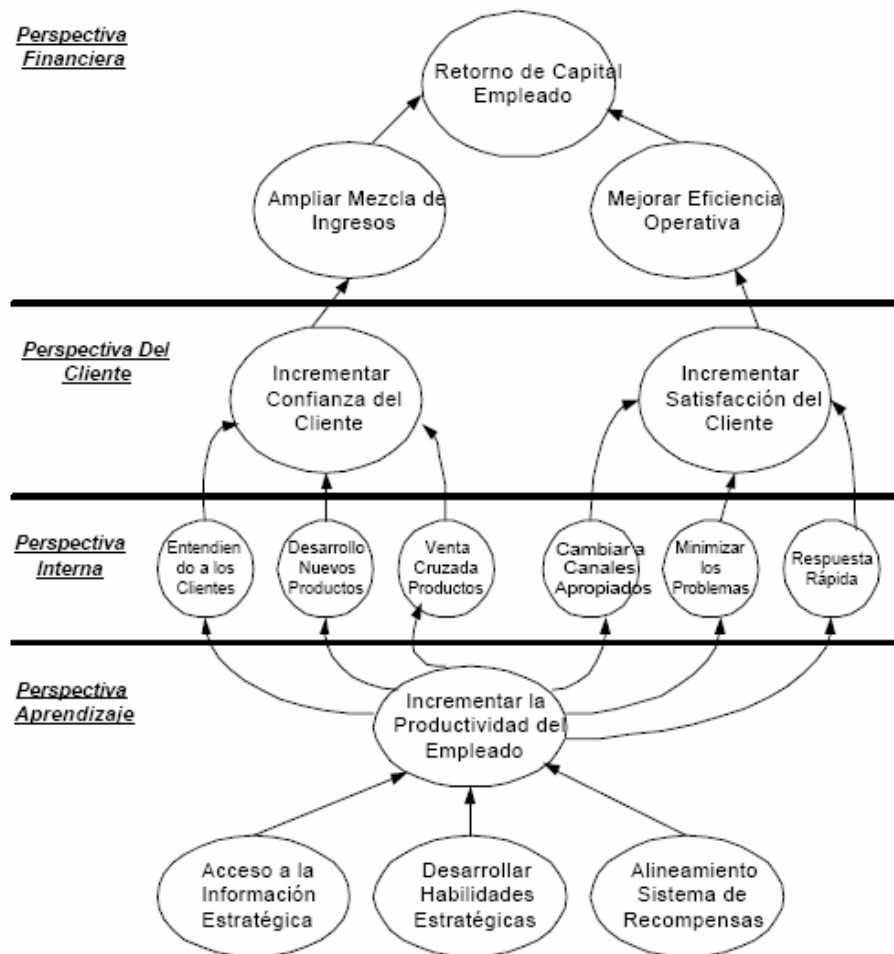 Perspectiva
Financiera
Retorno de Capital
Empleado
Ampliar Mezcla de
Ingresos
Mejorar Eficiencia
Operativa
Perspectiva Del
Cliente
Incrementar
Confianza del
Cliente
Incrementar
Satisfacción del
Cliente
Perspectiva
Interna
Entendien
do a los
Clientes
Desarrollo
Nuevos
Productos
Venta
Cruzada
Productos
Cambiar a
Canales
Apropiados
Minimizar
los
Problemas
Respuesta
Rápida
Perspectiva
Aprendizaje
Incrementar la
Productividad del
Empleado
Acceso a la
Información
Estratégica
Desarrollar
Habilidades
Estratégicas
Alineamiento
Sistema de
Recompensas